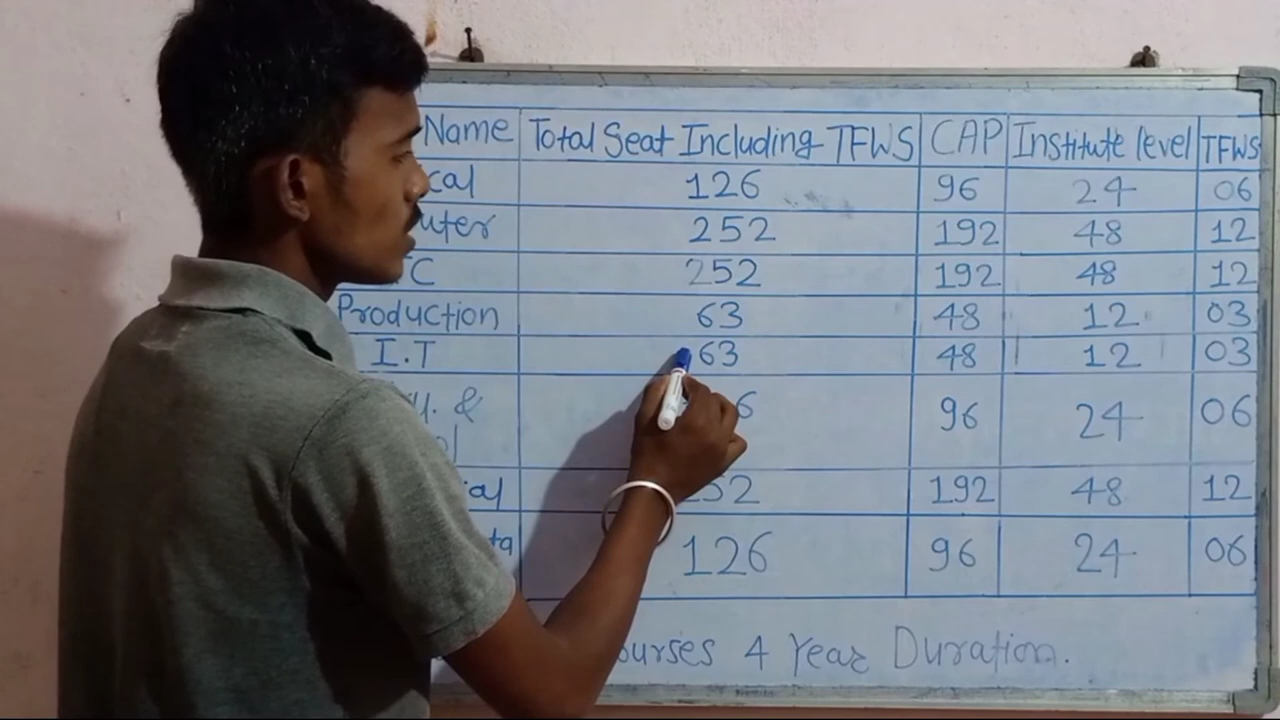 Name Total Seat Including TFWS CAP Institute level TFWS
126 96 24 06
252 192 48 12
252 192 48 12
Production 63 48 12 03
I.T 63 48 12 03
& 96 24 06
192 48 12
126 96 24 06
4 Year Duration.